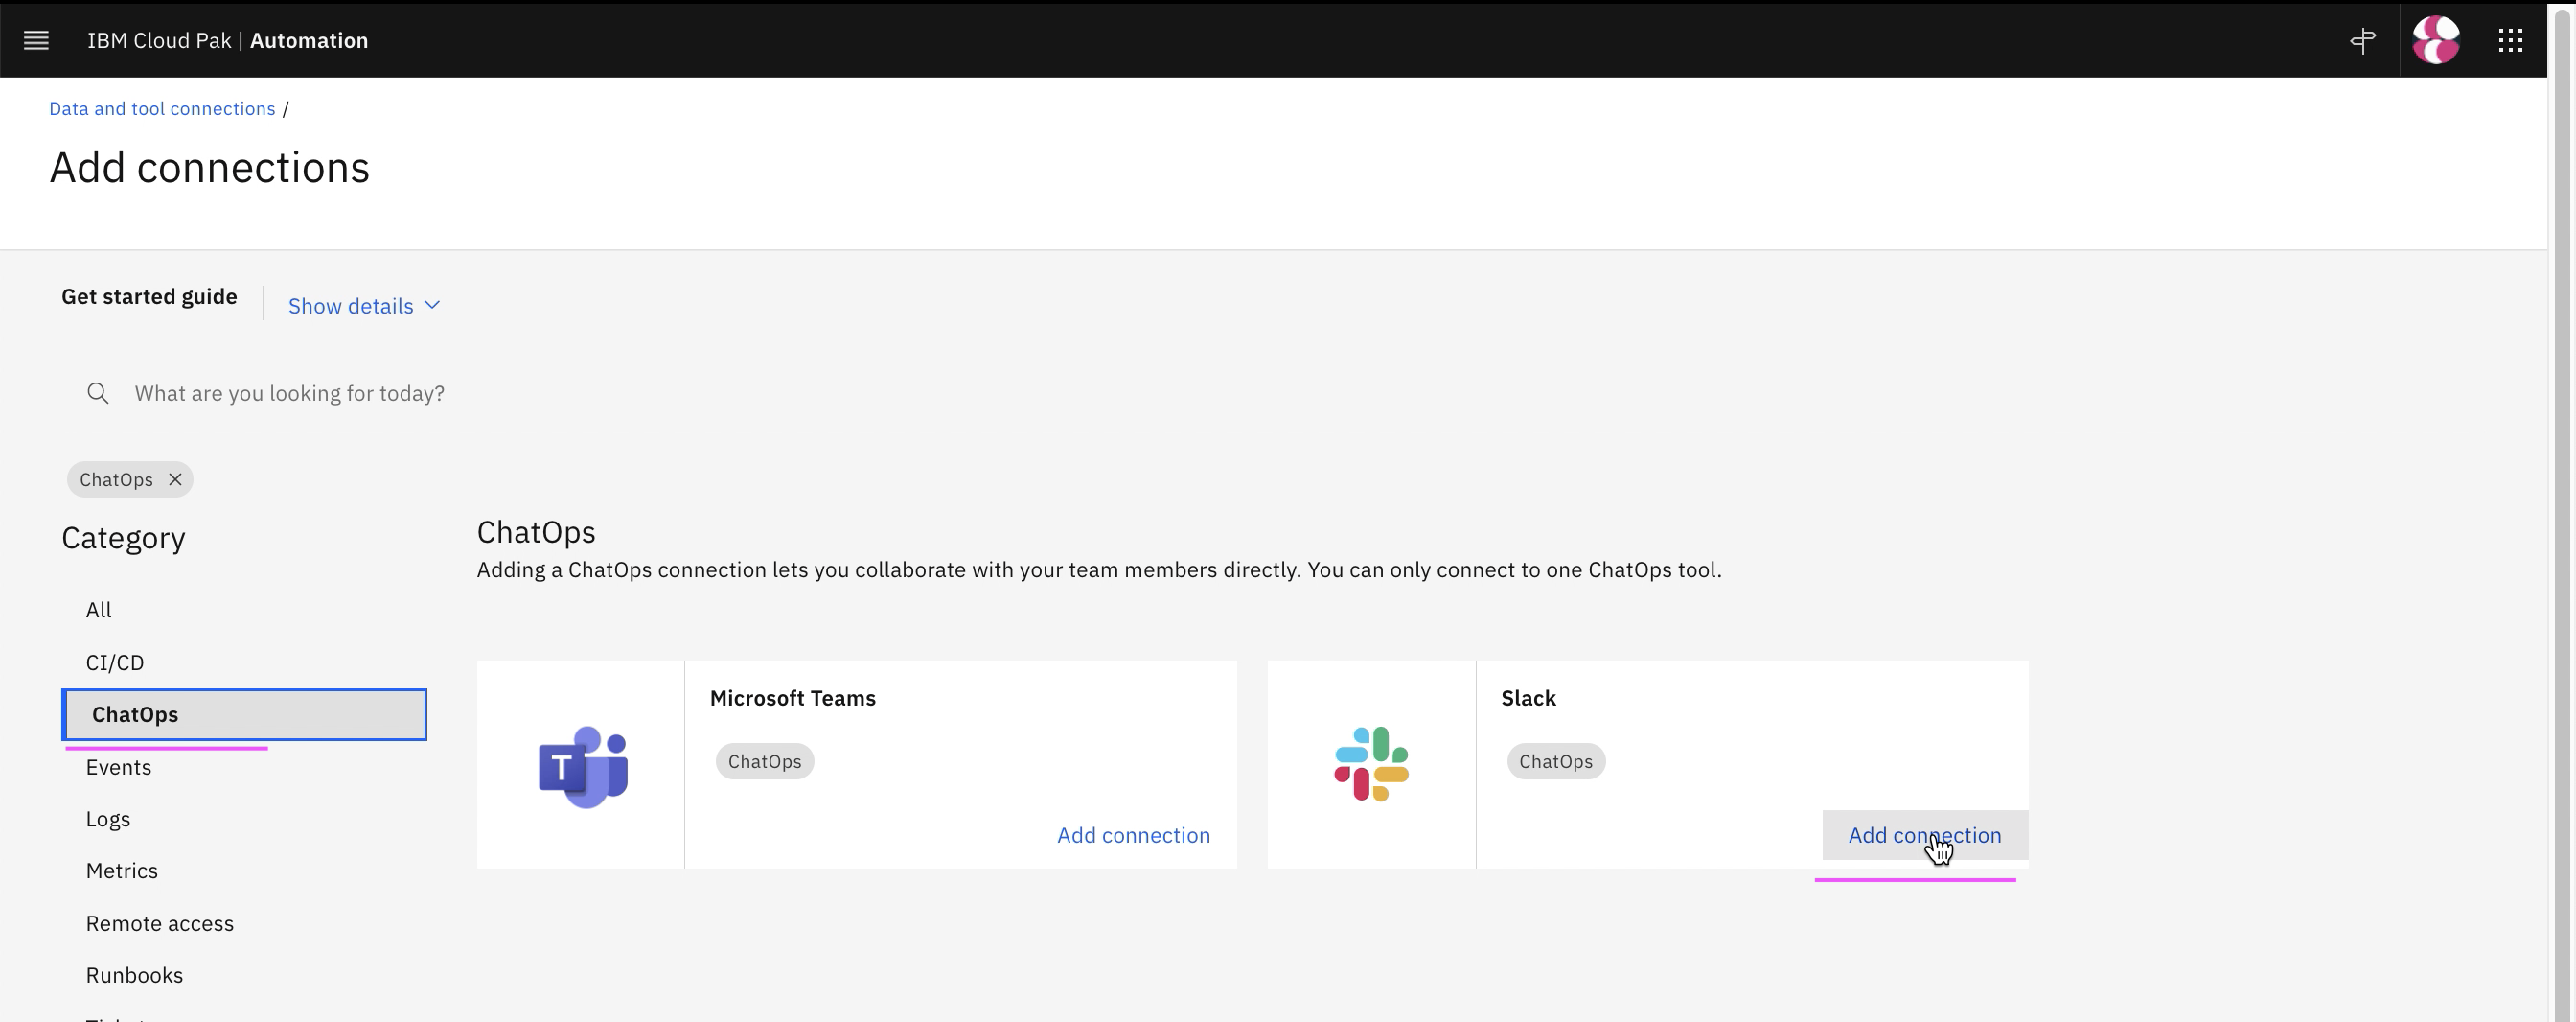 IBM Cloud Pak | Automation
Data and tool connections /
Add connections
Get started guide
Show details
What are you looking for today?
ChatOps
Category
All
CI/CD
ChatOps
Events
Logs
Metrics
Remote access
Runbooks
ChatOps
Adding a ChatOps connection lets you collaborate with your team members directly. You can only connect to one ChatOps tool.
T
Microsoft Teams
ChatOps
Add connection
Slack
ChatOps
Add connection